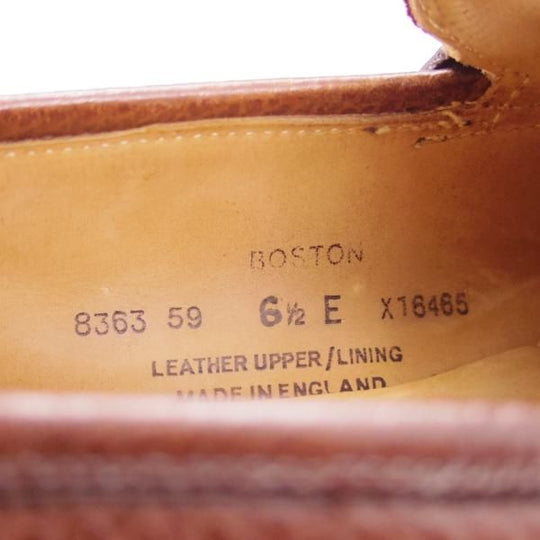 BOSTON
8363 59 6½ E X16465
LEATHER UPPER/LINING
MADE IN ENGLAND